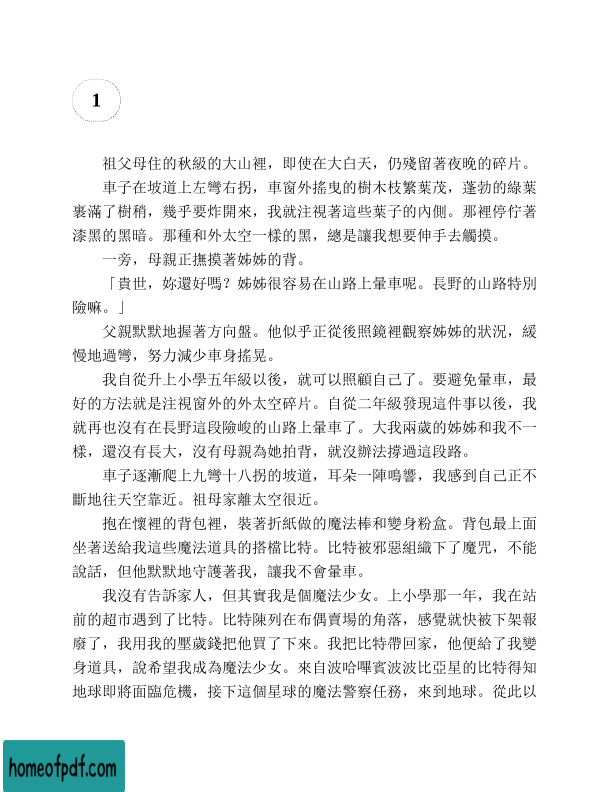 1
祖父母住的秋級的大山裡，即使在大白天，仍殘留著夜晚的碎片。
車子在坡道上左彎右拐，車窗外搖曳的樹木枝繁葉茂，蓬勃的綠葉
裹滿了樹稍，幾乎要炸開來，我就注視著這些葉子的內側。那裡停佇著
漆黑的黑暗。那種和外太空一樣的黑，總是讓我想要伸手去觸摸。
一旁，母親正撫摸著姊姊的背。
「貴世，妳還好嗎？姊姊很容易在山路上暈車呢。長野的山路特別
險嘛。」
父親默默地握著方向盤。他似乎正從後照鏡裡觀察姊姊的狀況，緩
慢地過彎，努力減少車身搖晃。
我自從升上小學五年級以後，就可以照顧自己了。要避免暈車，最
好的方法就是注視窗外的外太空碎片。自從二年級發現這件事以後，我
就再也沒有在長野這段險峻的山路上暈車了。大我兩歲的姊姊和我不一
樣，還沒有長大，沒有母親為她拍背，就沒辦法撐過這段路。
車子逐漸爬上九彎十八拐的坡道，耳朵一陣鳴響，我感到自己正不
斷地往天空靠近。祖母家離太空很近。
抱在懷裡的背包裡，裝著折紙做的魔法棒和變身粉盒。背包最上面
坐著送給我這些魔法道具的搭檔比特。比特被邪惡組織下了魔咒，不能
說話，但他默默地守護著我，讓我不會暈車。
我沒有告訴家人，但其實我是個魔法少女。上小學那一年，我在站
前的超市遇到了比特。比特陳列在布偶賣場的角落，感覺就快被下架報
廢了，我用我的壓歲錢把他買了下來。我把比特帶回家，他便給了我變
身道具，說希望我成為魔法少女。來自波哈嗶賓波波比亞星的比特得知
地球即將面臨危機，接下這個星球的魔法警察任務，來到地球。從此以
homeofpdf.com